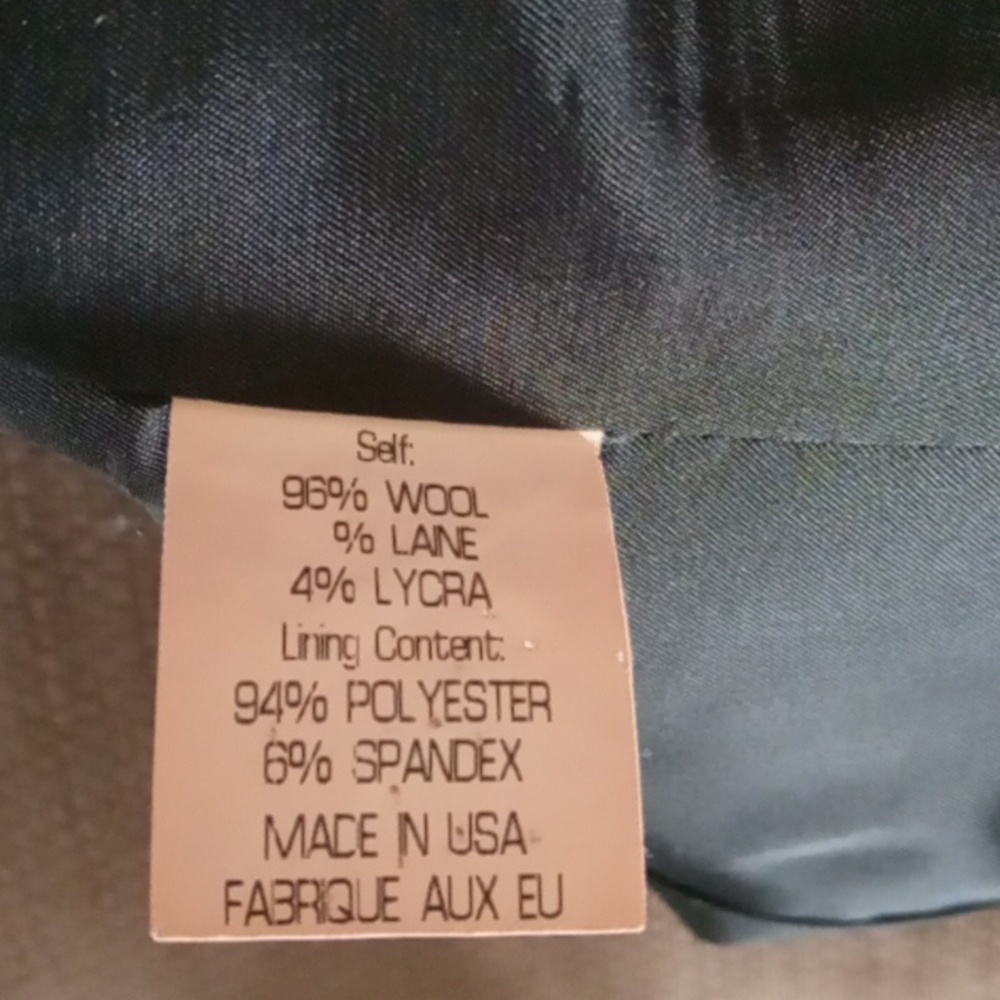 Self:
96% WOOL
% LAINE
4% LYCRA
Lining Content:
94% POLYESTER
6% SPANDEX
MADE IN USA
FABRIQUE AUX EU